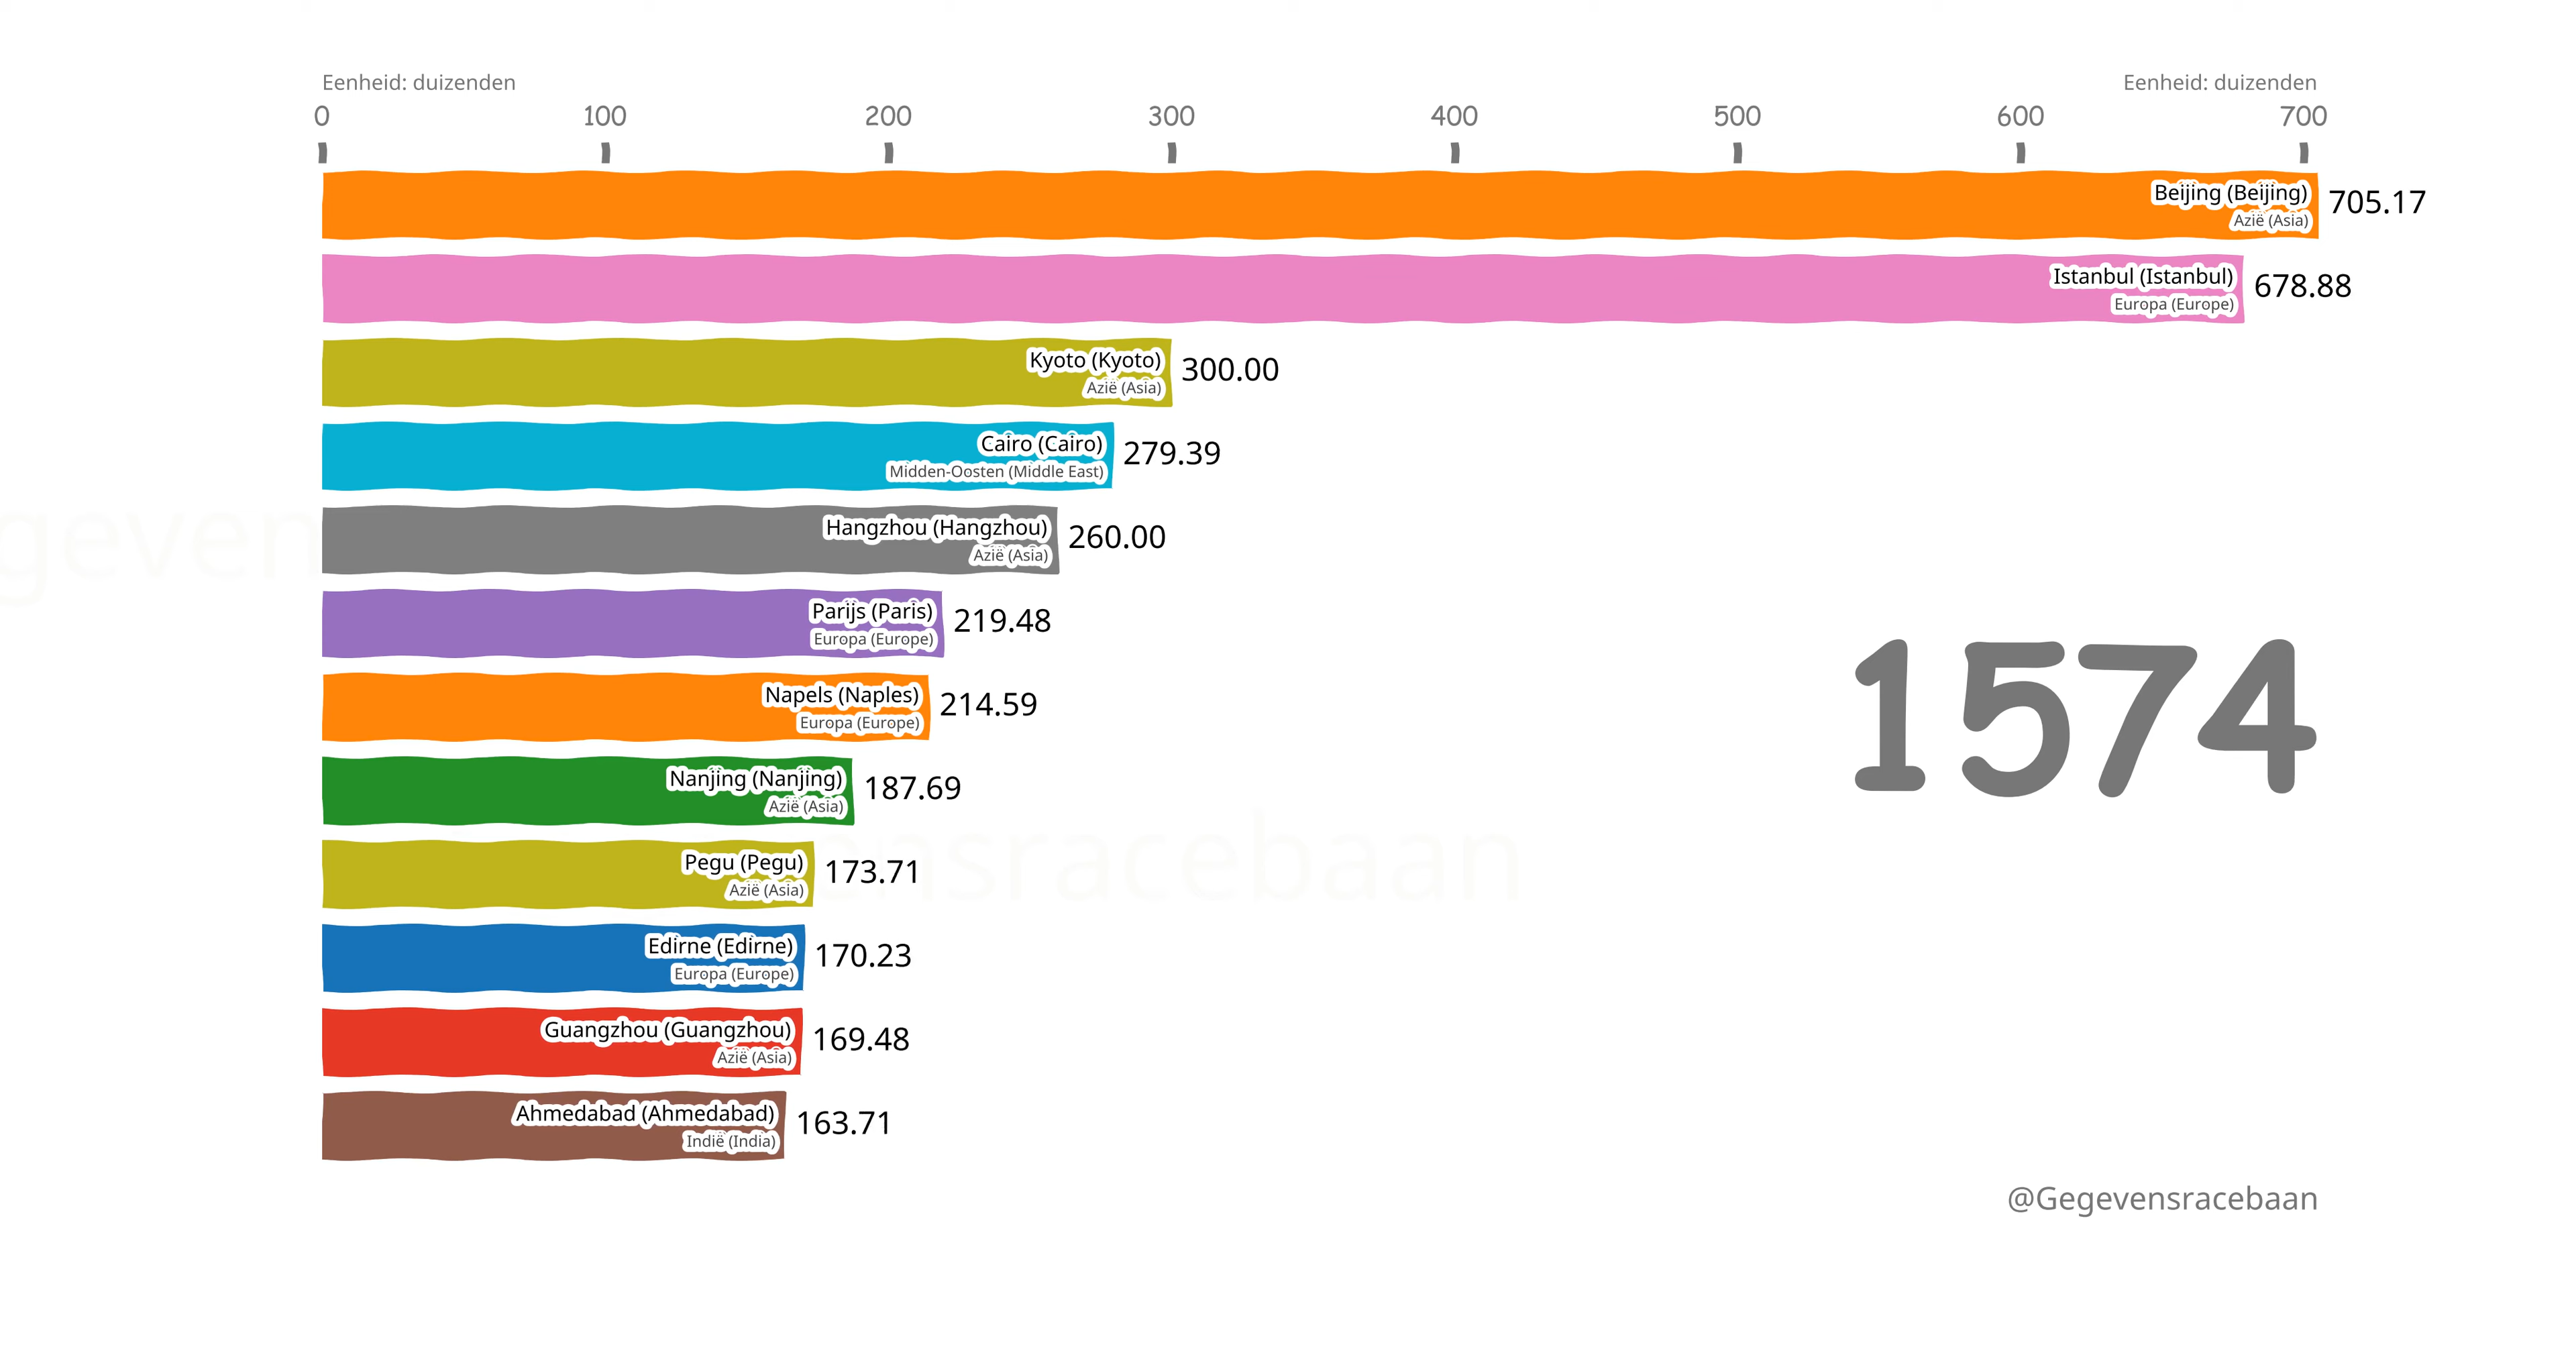 Eenheid: duizenden Eenheid: duizenden
0 100 200 300 400 500 600 700
Beijing (Beijing) 705.17
Azië (Asia)
Istanbul (Istanbul) 678.88
Europa (Europe)
Kyoto (Kyoto) 300.00
Azië (Asia)
Cairo (Cairo) 279.39
Midden-Oosten (Middle East)
Hangzhou (Hangzhou) 260.00
Azië (Asia)
Parijs (Paris) 219.48
Europa (Europe)
Napels (Naples) 214.59
Europa (Europe)
1574
Nanjing (Nanjing) 187.69
Azië (Asia)
Pegu (Pegu) 173.71
Azië (Asia)
Edirne (Edirne) 170.23
Europa (Europe)
Guangzhou (Guangzhou) 169.48
Azië (Asia)
Ahmedabad (Ahmedabad) 163.71
Indië (India)
@Gegevensracebaan